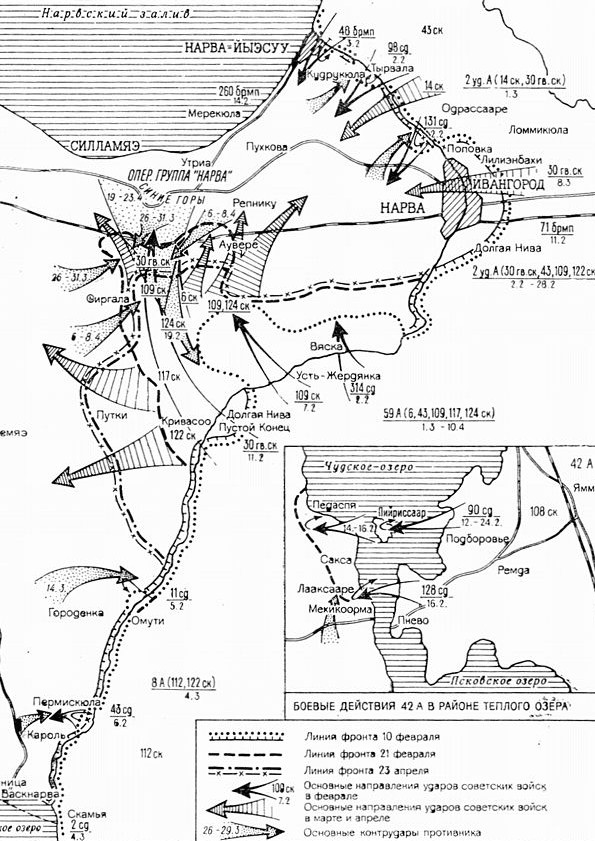 Нарвский залив
НАРВА-ЙЫЭСУУ
48 брмп
3.2
43 ск
98 сд
2.2
Кудрукюла
Тырвала
14 ск
2 уд. А (14 ск, 30 гв. ск)
1.3
260 брмп
14.2
Мерекюла
Одрассааре
131 сд
2.2
Ломмикюла
СИЛЛАМЯЭ
Утриа
Пухкова
Поповка
Лилиэнбахи
ОПЕР. ГРУППА "НАРВА"
СИНИЕ ГОРЫ
30 гв. ск
8.3
ИВАНГОРОД
НАРВА
19.-23.4
26-31.3
6.-8.4
Репнику
Аувере
71 брмп
11.2
Долгая Нива
30 гв. ск
2 уд. А (30 гв. ск, 43, 109, 122 ск
2.2 - 28.2
26-31.3
109 ск
6 ск
109, 124 ск
Сиргала
124 ск
19.2
6-8.4
Вяска
117 ск
Усть-Жердянка
109 ск
7.2
314 сд
2.2
59 А (6, 43, 109, 117, 124 ск)
1.3 - 10.4
Путки
Кривасоо
122 ск
Долгая Нива
Пустой Конец
30 гв. ск
11.2
емяэ
Чудское озеро
42 А
Ямм
Педаспя
Пийриссаар
14.-16.2
90 сд
12.-24.2
108 ск
Подборовье
Сакса
Ремда
Лаакссааре
128 сд
16.2
Мехикоорма
Пнево
Псковское озеро
БОЕВЫЕ ДЕЙСТВИЯ 42 А В РАЙОНЕ ТЕПЛОГО ОЗЕРА
14.3
11 сд
5.2
Городенка
Омути
8 А (112, 122 ск)
4.3
Пермискюла
43 сд
6.2
Кароль
112 ск
ница
Васкнарва
Скамья
2 сд
4.3
кое озеро
Линия фронта 10 февраля
Линия фронта 21 февраля
Линия фронта 23 апреля
109 ск
7.2
Основные направления ударов советских войск
в феврале
Основные направления ударов советских войск
в марте и апреле
26-29.3
Основные контрудары противника